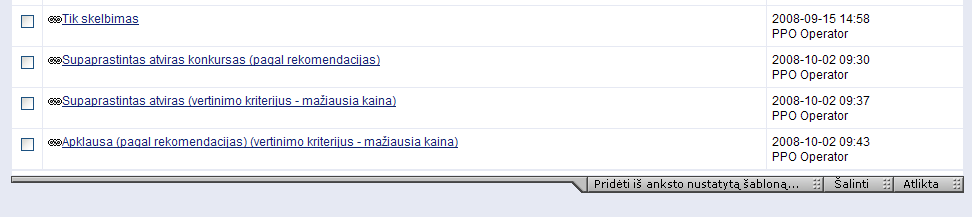 Tik skelbimas
2008-09-15 14:58
PPO Operator
Supaprastintas atviras konkursas (pagal rekomendacijas)
2008-10-02 09:30
PPO Operator
Supaprastintas atviras (vertinimo kriterijus - mažiausia kaina)
2008-10-02 09:37
PPO Operator
Apklausa (pagal rekomendacijas) (vertinimo kriterijus - mažiausia kaina)
2008-10-02 09:43
PPO Operator
Pridėti iš anksto nustatytą šabloną... Šalinti Atlikta